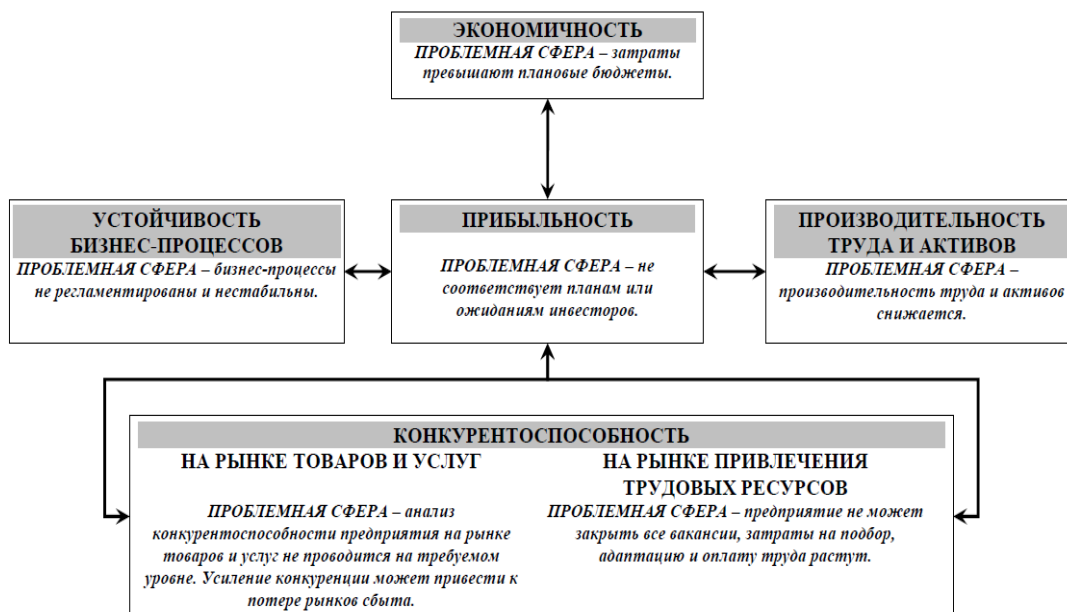 ЭКОНОМИЧНОСТЬ
ПРОБЛЕМНАЯ СФЕРА – затраты
превышают плановые бюджеты.
УСТОЙЧИВОСТЬ
БИЗНЕС-ПРОЦЕССОВ
ПРОБЛЕМНАЯ СФЕРА – бизнес-процессы
не регламентированы и нестабильны.
ПРИБЫЛЬНОСТЬ
ПРОБЛЕМНАЯ СФЕРА – не
соответствует планам или
ожиданиям инвесторов.
ПРОИЗВОДИТЕЛЬНОСТЬ
ТРУДА И АКТИВОВ
ПРОБЛЕМНАЯ СФЕРА –
производительность труда и активов
снижается.
КОНКУРЕНТОСПОСОБНОСТЬ
НА РЫНКЕ ТОВАРОВ И УСЛУГ
ПРОБЛЕМНАЯ СФЕРА – анализ
конкурентоспособности предприятия на рынке
товаров и услуг не проводится на требуемом
уровне. Усиление конкуренции может привести к
потере рынков сбыта.
НА РЫНКЕ ПРИВЛЕЧЕНИЯ
ТРУДОВЫХ РЕСУРСОВ
ПРОБЛЕМНАЯ СФЕРА – предприятие не может
закрыть все вакансии, затраты на подбор,
адаптацию и оплату труда растут.